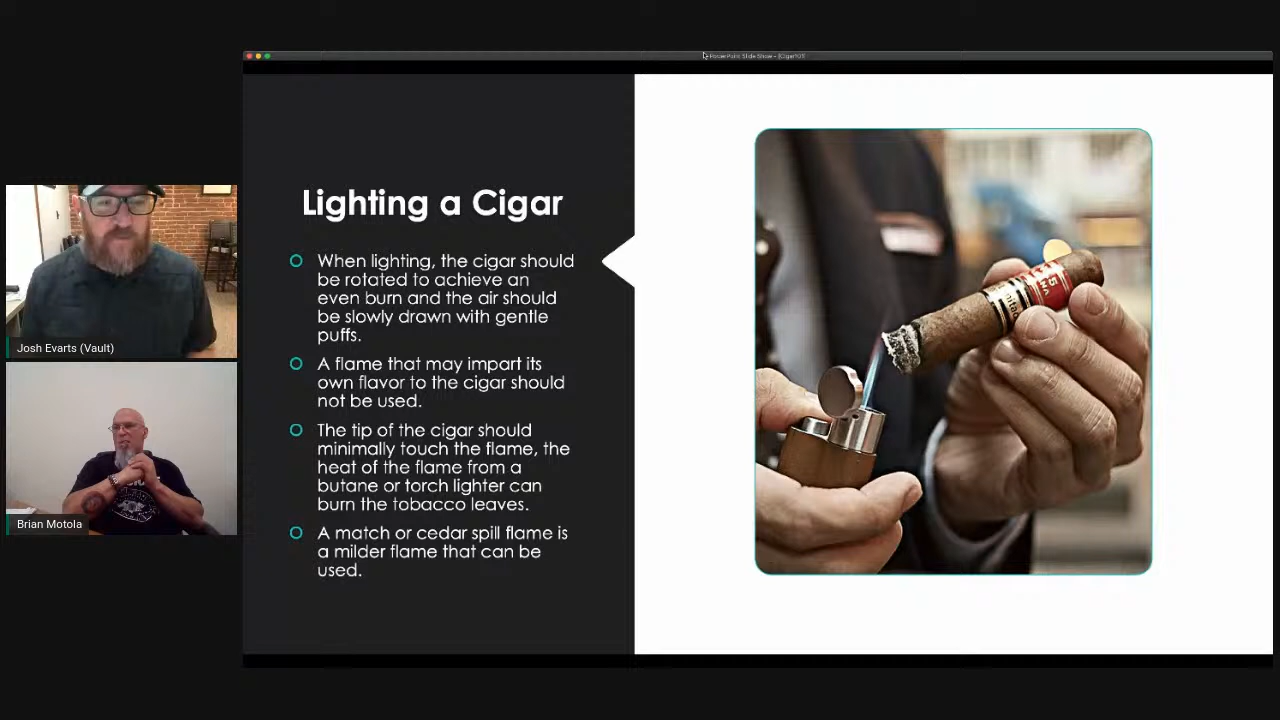 PowerPoint Slide Show - [Cigar101]
Lighting a Cigar
When lighting, the cigar should
be rotated to achieve an
even burn and the air should
be slowly drawn with gentle
puffs.
A flame that may impart its
own flavor to the cigar should
not be used.
The tip of the cigar should
minimally touch the flame, the
heat of the flame from a
butane or torch lighter can
burn the tobacco leaves.
A match or cedar spill flame is
a milder flame that can be
used.
Josh Evarts (Vault)
Brian Motola